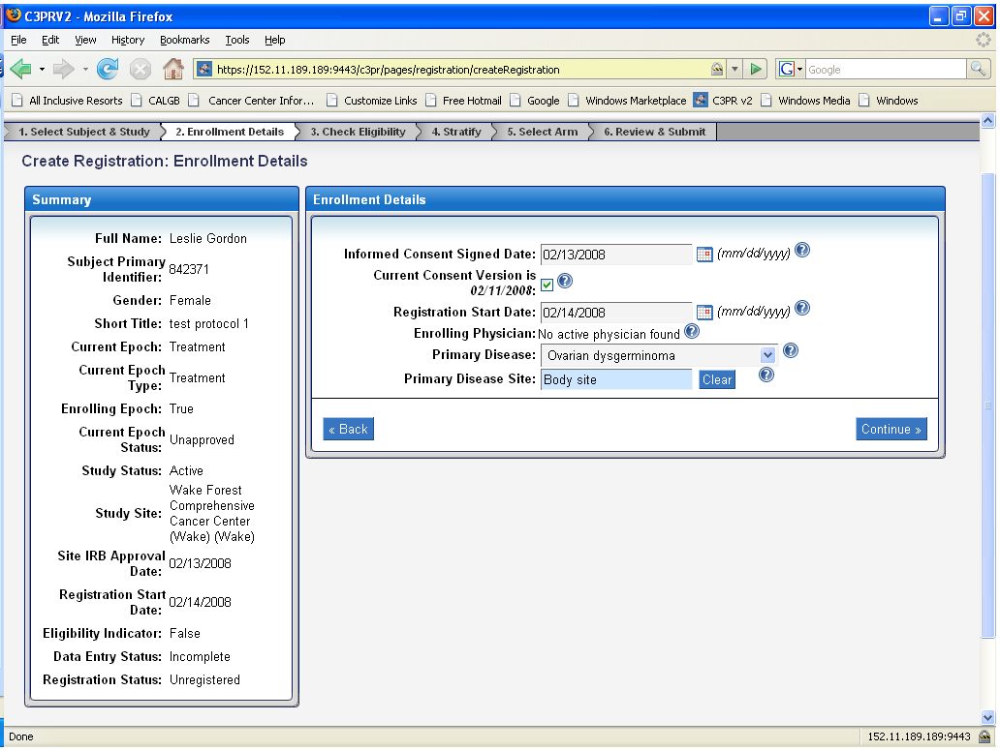 C3PRV2 - Mozilla Firefox
File Edit View History Bookmarks Tools Help
https://152.11.189.189:9443/c3pr/pages/registration/createRegistration
G Google
All Inclusive Resorts CALGB Cancer Center Infor... Customize Links Free Hotmail Google Windows Marketplace C3PR v2 Windows Media Windows
1. Select Subject & Study 2. Enrollment Details 3. Check Eligibility 4. Stratify 5. Select Arm 6. Review & Submit
Create Registration: Enrollment Details
Summary
Full Name: Leslie Gordon
Subject Primary
Identifier: 842371
Gender: Female
Short Title: test protocol 1
Current Epoch: Treatment
Current Epoch
Type: Treatment
Enrolling Epoch: True
Current Epoch
Status: Unapproved
Study Status: Active
Study Site: Wake Forest
Comprehensive
Cancer Center
(Wake) (Wake)
Site IRB Approval
Date: 02/13/2008
Registration Start
Date: 02/14/2008
Eligibility Indicator: False
Data Entry Status: Incomplete
Registration Status: Unregistered
Enrollment Details
Informed Consent Signed Date: 02/13/2008 (mm/dd/yyyy) ?
Current Consent Version is
02/11/2008: ?
Registration Start Date: 02/14/2008 (mm/dd/yyyy) ?
Enrolling Physician: No active physician found ?
Primary Disease: Ovarian dysgerminoma ?
Primary Disease Site: Body site Clear ?
« Back Continue »
Done 152.11.189.189:9443